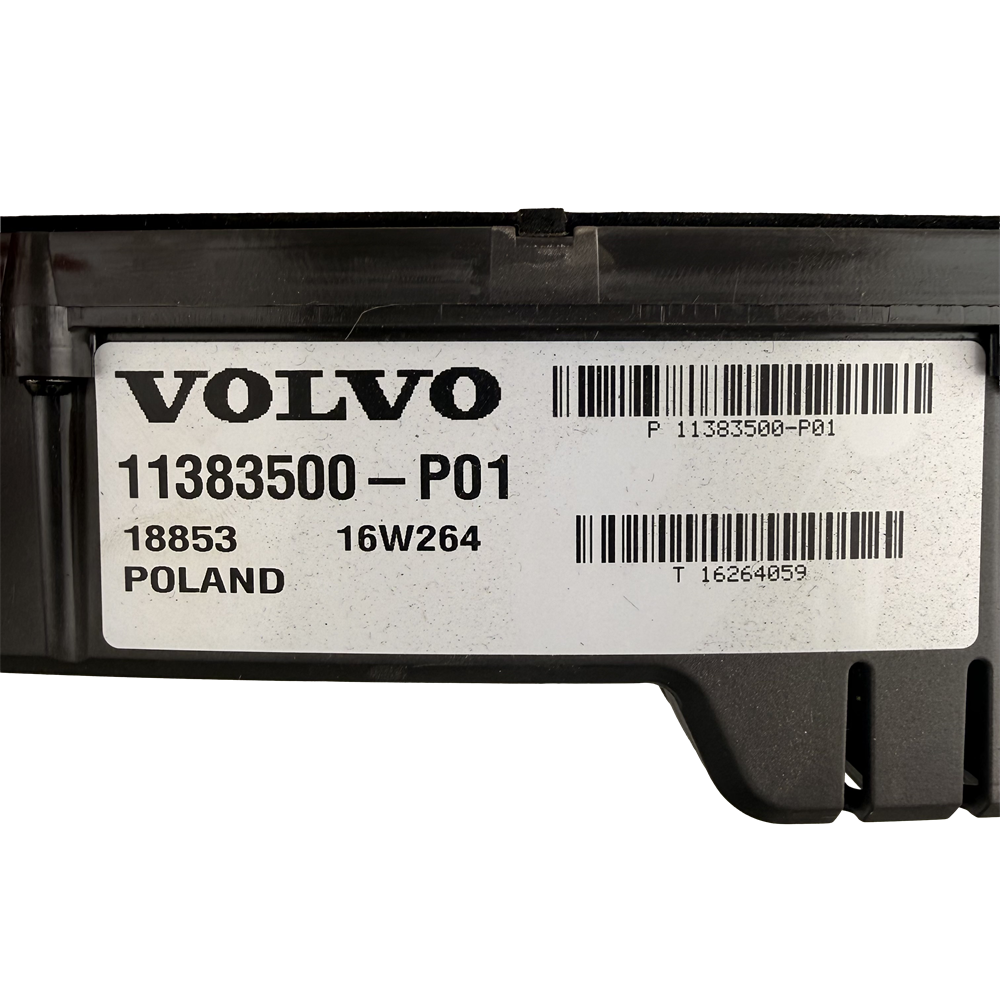 VOLVO
11383500-P01
18853 16W264
POLAND
P 11383500-P01
T 16264059